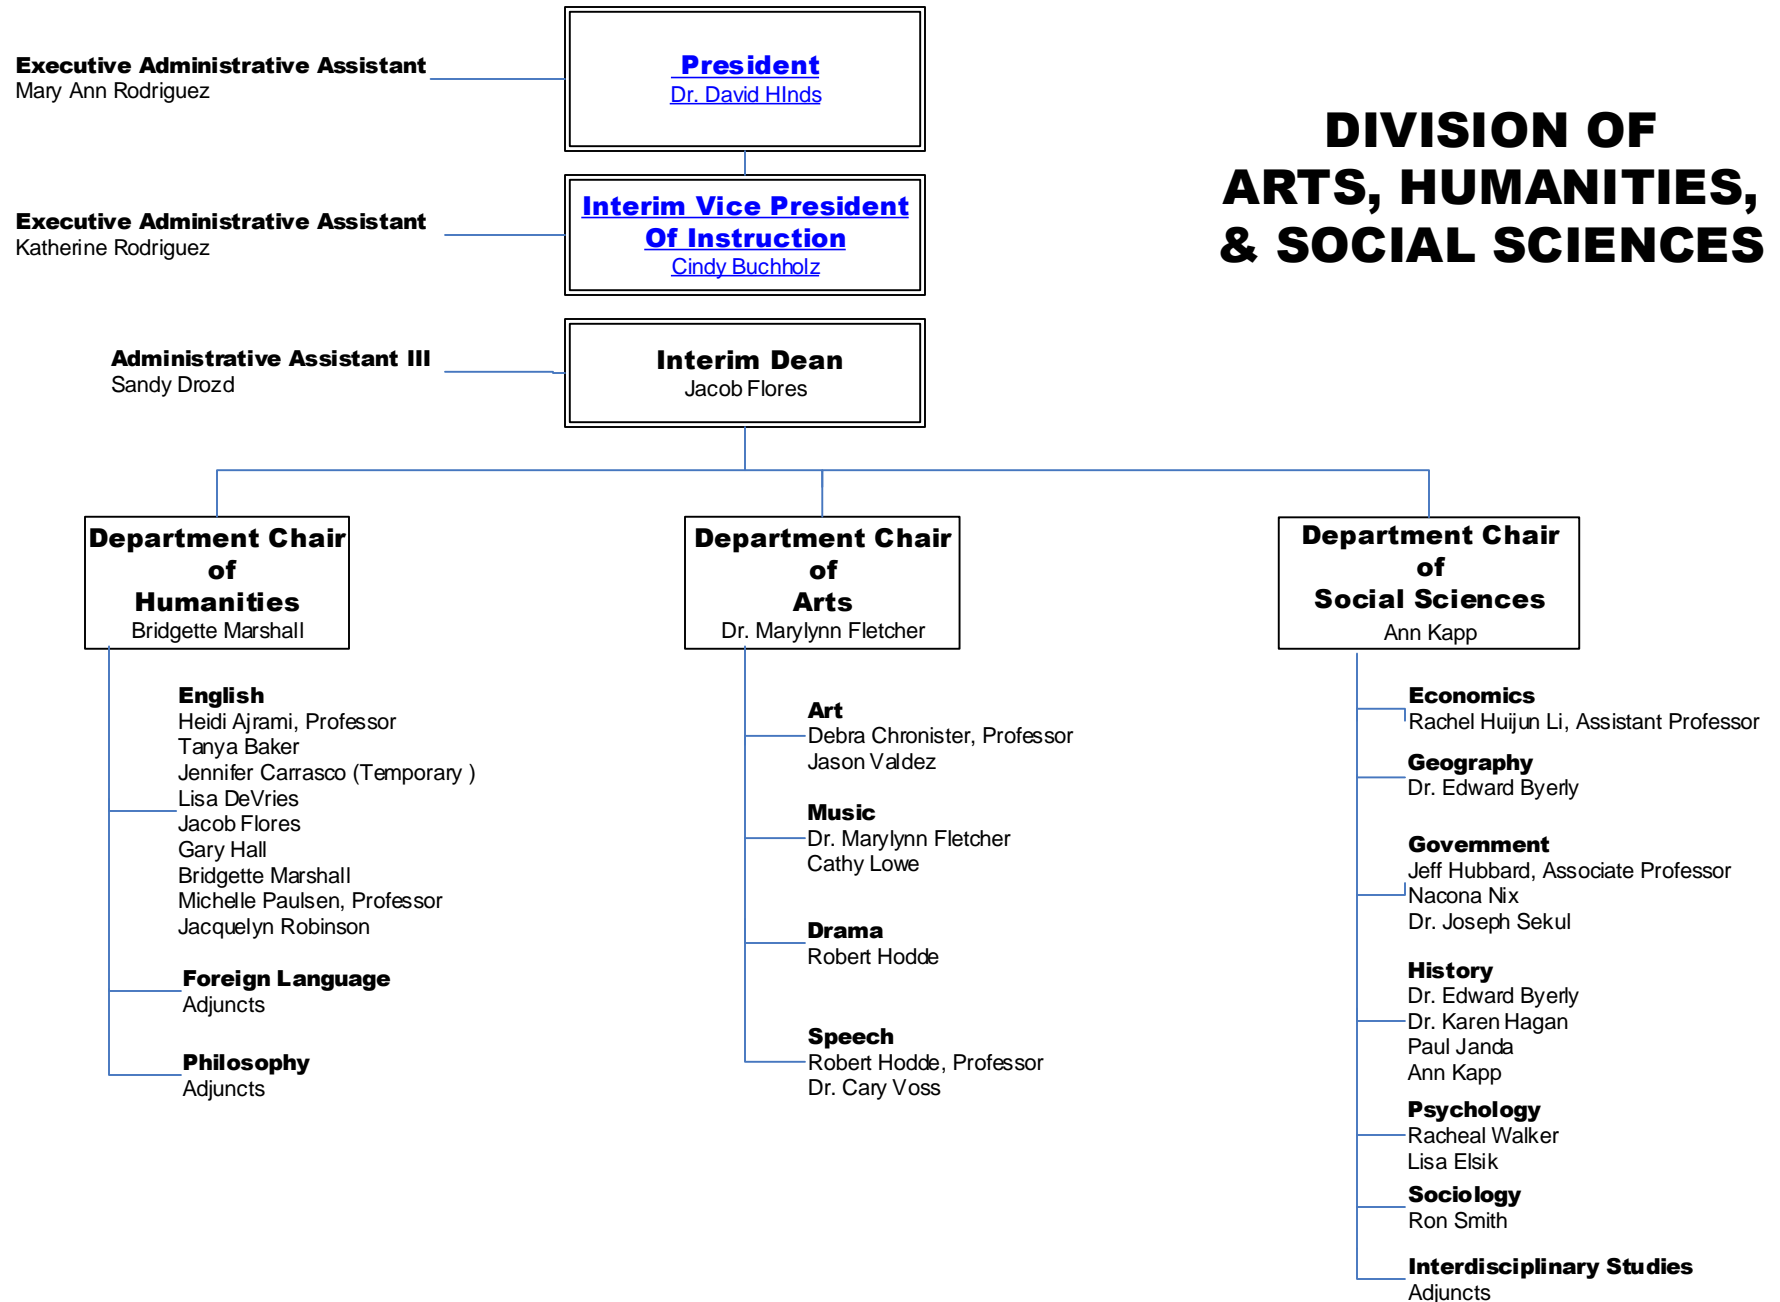 Executive Administrative Assistant
Mary Ann Rodriguez
President
Dr. David HInds
DIVISION OF
ARTS, HUMANITIES,
& SOCIAL SCIENCES
Executive Administrative Assistant
Katherine Rodriguez
Interim Vice President
Of Instruction
Cindy Buchholz
Administrative Assistant III
Sandy Drozd
Interim Dean
Jacob Flores
Department Chair
of
Humanities
Bridgette Marshall
English
Heidi Ajrami, Professor
Tanya Baker
Jennifer Carrasco (Temporary )
Lisa DeVries
Jacob Flores
Gary Hall
Bridgette Marshall
Michelle Paulsen, Professor
Jacquelyn Robinson
Foreign Language
Adjuncts
Philosophy
Adjuncts
Department Chair
of
Arts
Dr. Marylynn Fletcher
Art
Debra Chronister, Professor
Jason Valdez
Music
Dr. Marylynn Fletcher
Cathy Lowe
Drama
Robert Hodde
Speech
Robert Hodde, Professor
Dr. Cary Voss
Department Chair
of
Social Sciences
Ann Kapp
Economics
Rachel Huijun Li, Assistant Professor
Geography
Dr. Edward Byerly
Government
Jeff Hubbard, Associate Professor
Nacona Nix
Dr. Joseph Sekul
History
Dr. Edward Byerly
Dr. Karen Hagan
Paul Janda
Ann Kapp
Psychology
Racheal Walker
Lisa Elsik
Sociology
Ron Smith
Interdisciplinary Studies
Adjuncts